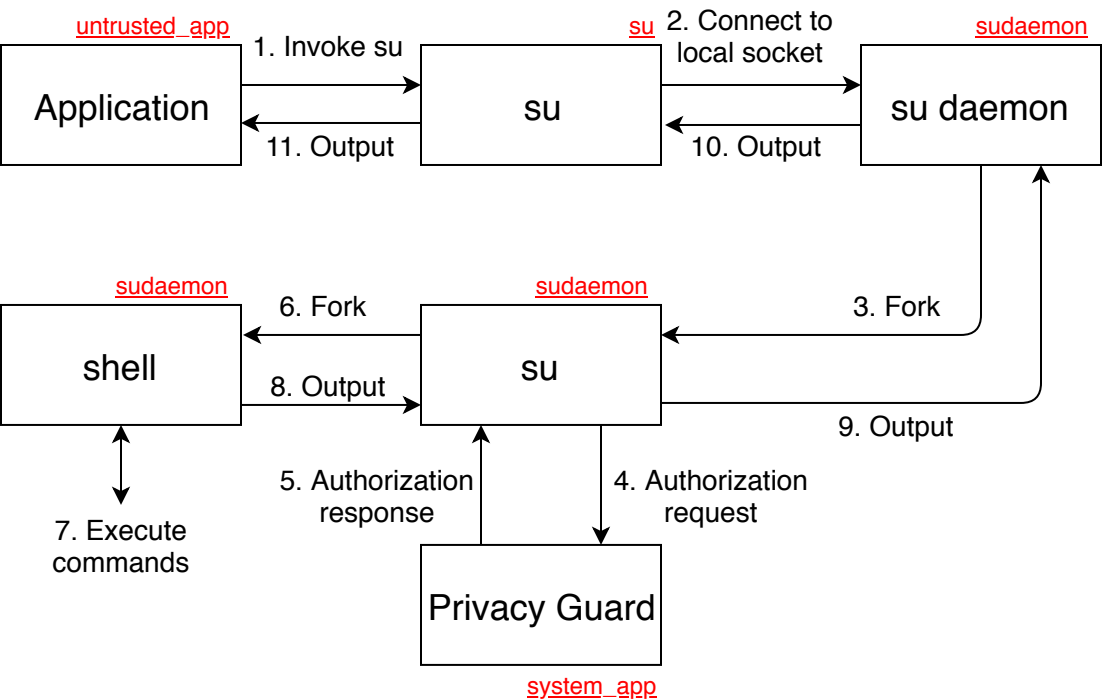 untrusted_app
su
2. Connect to
local socket
sudaemon
1. Invoke su
Application
su
su daemon
11. Output
10. Output
sudaemon
sudaemon
6. Fork
3. Fork
shell
su
8. Output
9. Output
5. Authorization
response
4. Authorization
request
7. Execute
commands
Privacy Guard
system_app